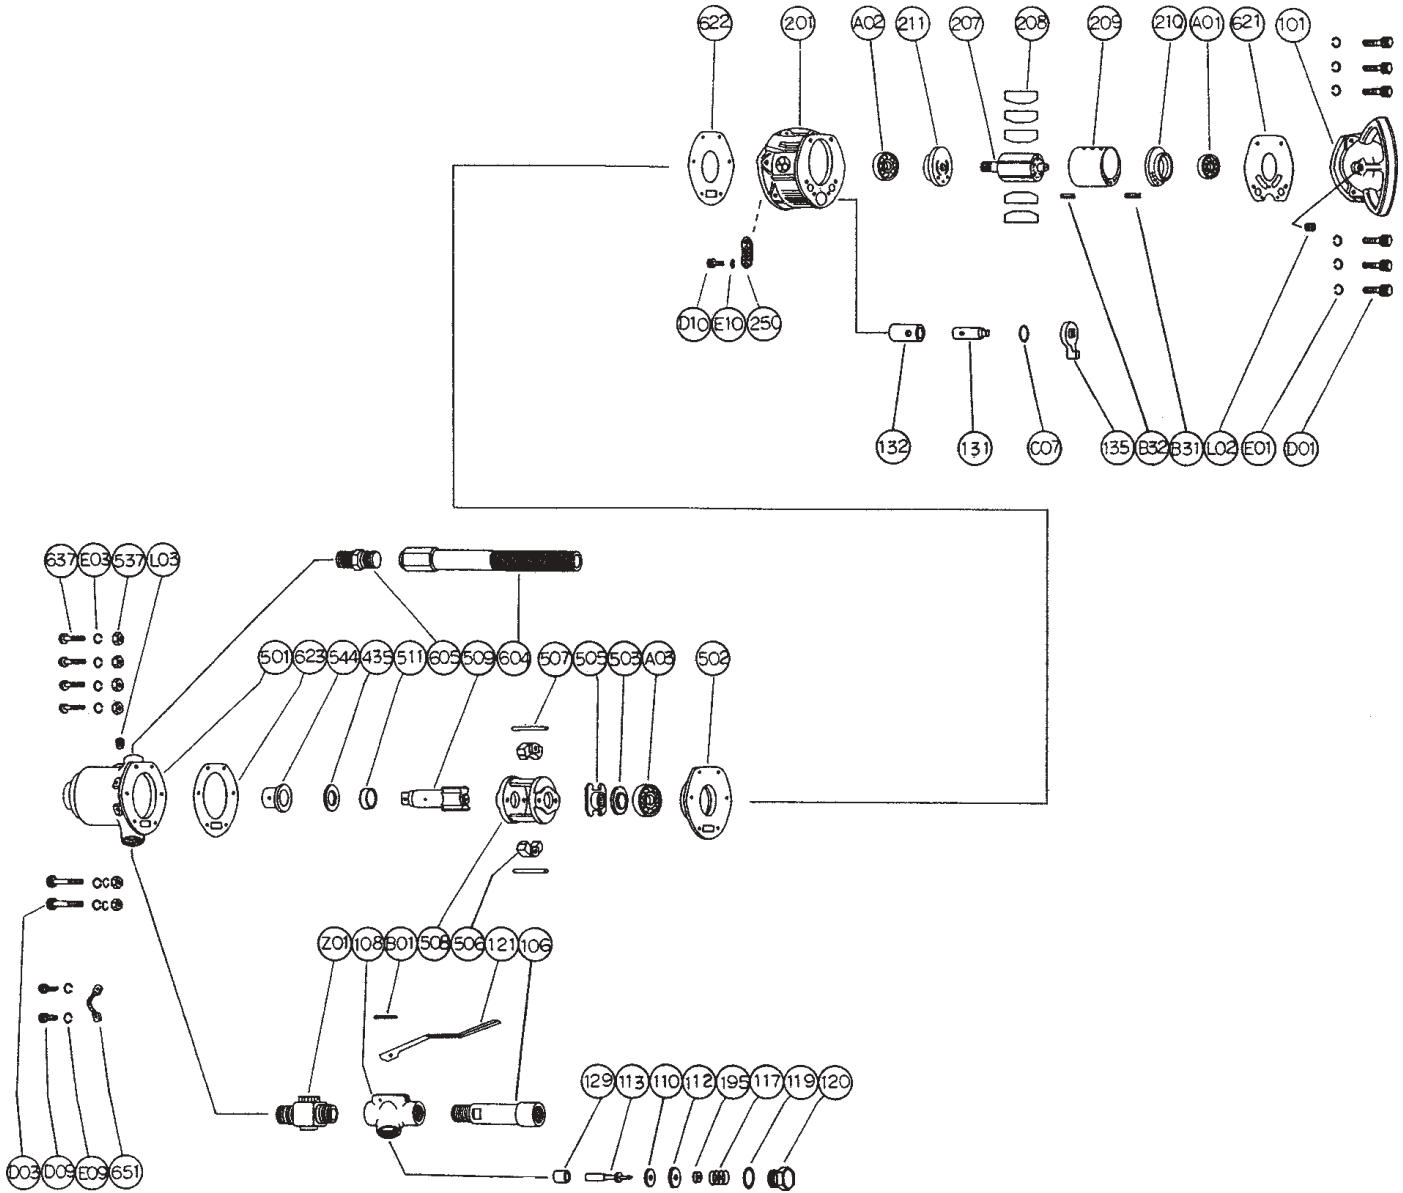 622 201 A02 211 207 208 209 210 A01 621 101
D10 E10 250
132 131 C07 135 B32 B31 L02 E01 D01
637 E03 537 L03
501 623 544 435 511 605 509 604 507 505 503 A03 502
Z01 108 B01 508 506 121 106
129 113 110 112 195 117 119 120
D03 D09 E09 651